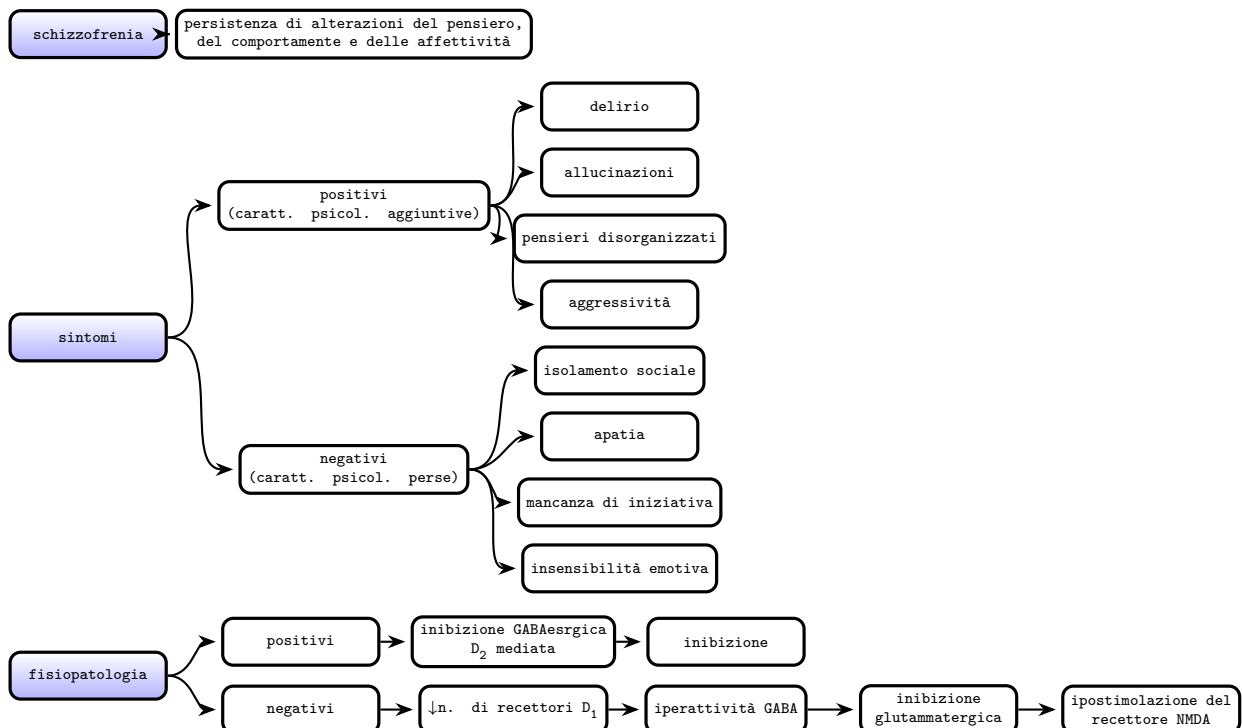 schizzofrenia
persistenza di alterazioni del pensiero,
del comportamente e delle affettività
sintomi
positivi
(caratt. psicol. aggiuntive)
delirio
allucinazioni
pensieri disorganizzati
aggressività
negativi
(caratt. psicol. perse)
isolamento sociale
apatia
mancanza di iniziativa
insensibilità emotiva
fisiopatologia
positivi
inibizione GABAesrgica
D₂ mediata
inibizione
negativi
↓n. di recettori D₁
iperattività GABA
inibizione
glutammatergica
ipostimolazione del
recettore NMDA